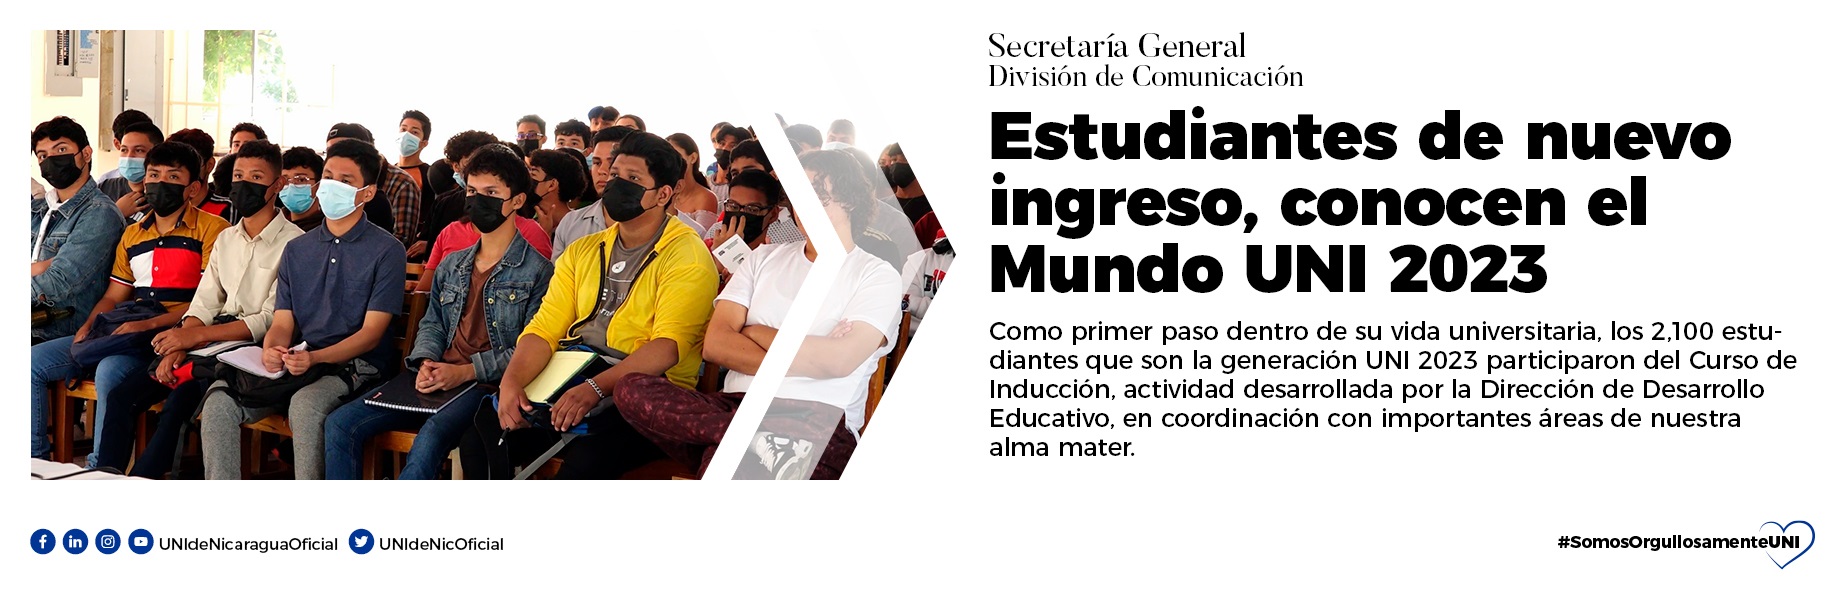 Secretaría General
División de Comunicación
Estudiantes de nuevo
ingreso, conocen el
Mundo UNI 2023
Como primer paso dentro de su vida universitaria, los 2,100 estu-
diantes que son la generación UNI 2023 participaron del Curso de
Inducción, actividad desarrollada por la Dirección de Desarrollo
Educativo, en coordinación con importantes áreas de nuestra
alma mater.
UNIdeNicaraguaOficial UNIdeNicOficial
#SomosOrgullosamenteUNI